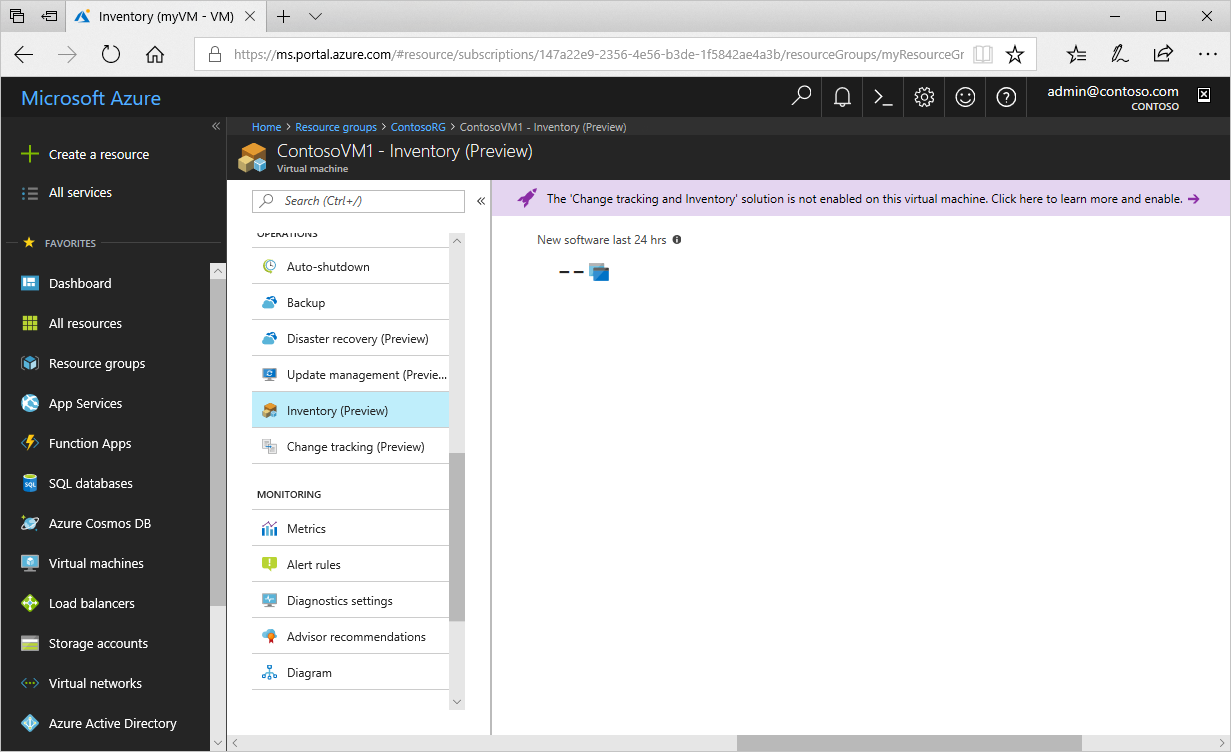 Inventory (myVM - VM)
https://ms.portal.azure.com/#resource/subscriptions/147a22e9-2356-4e56-b3de-1f5842ae4a3b/resourceGroups/myResourceGr
Microsoft Azure
admin@contoso.com
CONTOSO
Home > Resource groups > ContosoRG > ContosoVM1 - Inventory (Preview)
ContosoVM1 - Inventory (Preview)
Virtual machine
Create a resource
All services
FAVORITES
Dashboard
All resources
Resource groups
App Services
Function Apps
SQL databases
Azure Cosmos DB
Virtual machines
Load balancers
Storage accounts
Virtual networks
Azure Active Directory
Search (Ctrl+/)
OPERATIONS
Auto-shutdown
Backup
Disaster recovery (Preview)
Update management (Previe...
Inventory (Preview)
Change tracking (Preview)
MONITORING
Metrics
Alert rules
Diagnostics settings
Advisor recommendations
Diagram
The 'Change tracking and Inventory' solution is not enabled on this virtual machine. Click here to learn more and enable. →
New software last 24 hrs
--